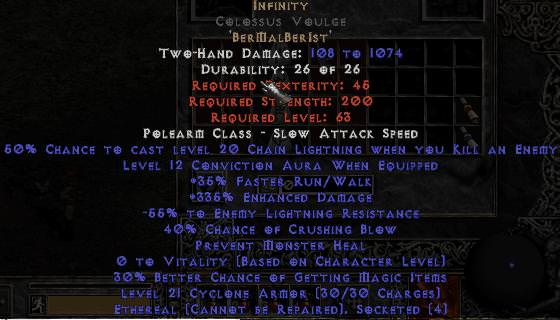 Infinity
Colossus Voulge
'BerMalBerIst'
Two-Hand Damage: 108 to 1074
Durability: 26 of 26
Required Dexterity: 45
Required Strength: 200
Required Level: 63
Polearm Class - Slow Attack Speed
50% Chance to cast level 20 Chain Lightning when you Kill an Enemy
Level 12 Conviction Aura When Equipped
+35% Faster Run/Walk
+335% Enhanced Damage
-55% to Enemy Lightning Resistance
40% Chance of Crushing Blow
Prevent Monster Heal
0 to Vitality (Based on Character Level)
30% Better Chance of Getting Magic Items
Level 21 Cyclone Armor (30/30 Charges)
Ethereal (Cannot be Repaired), Socketed (4)